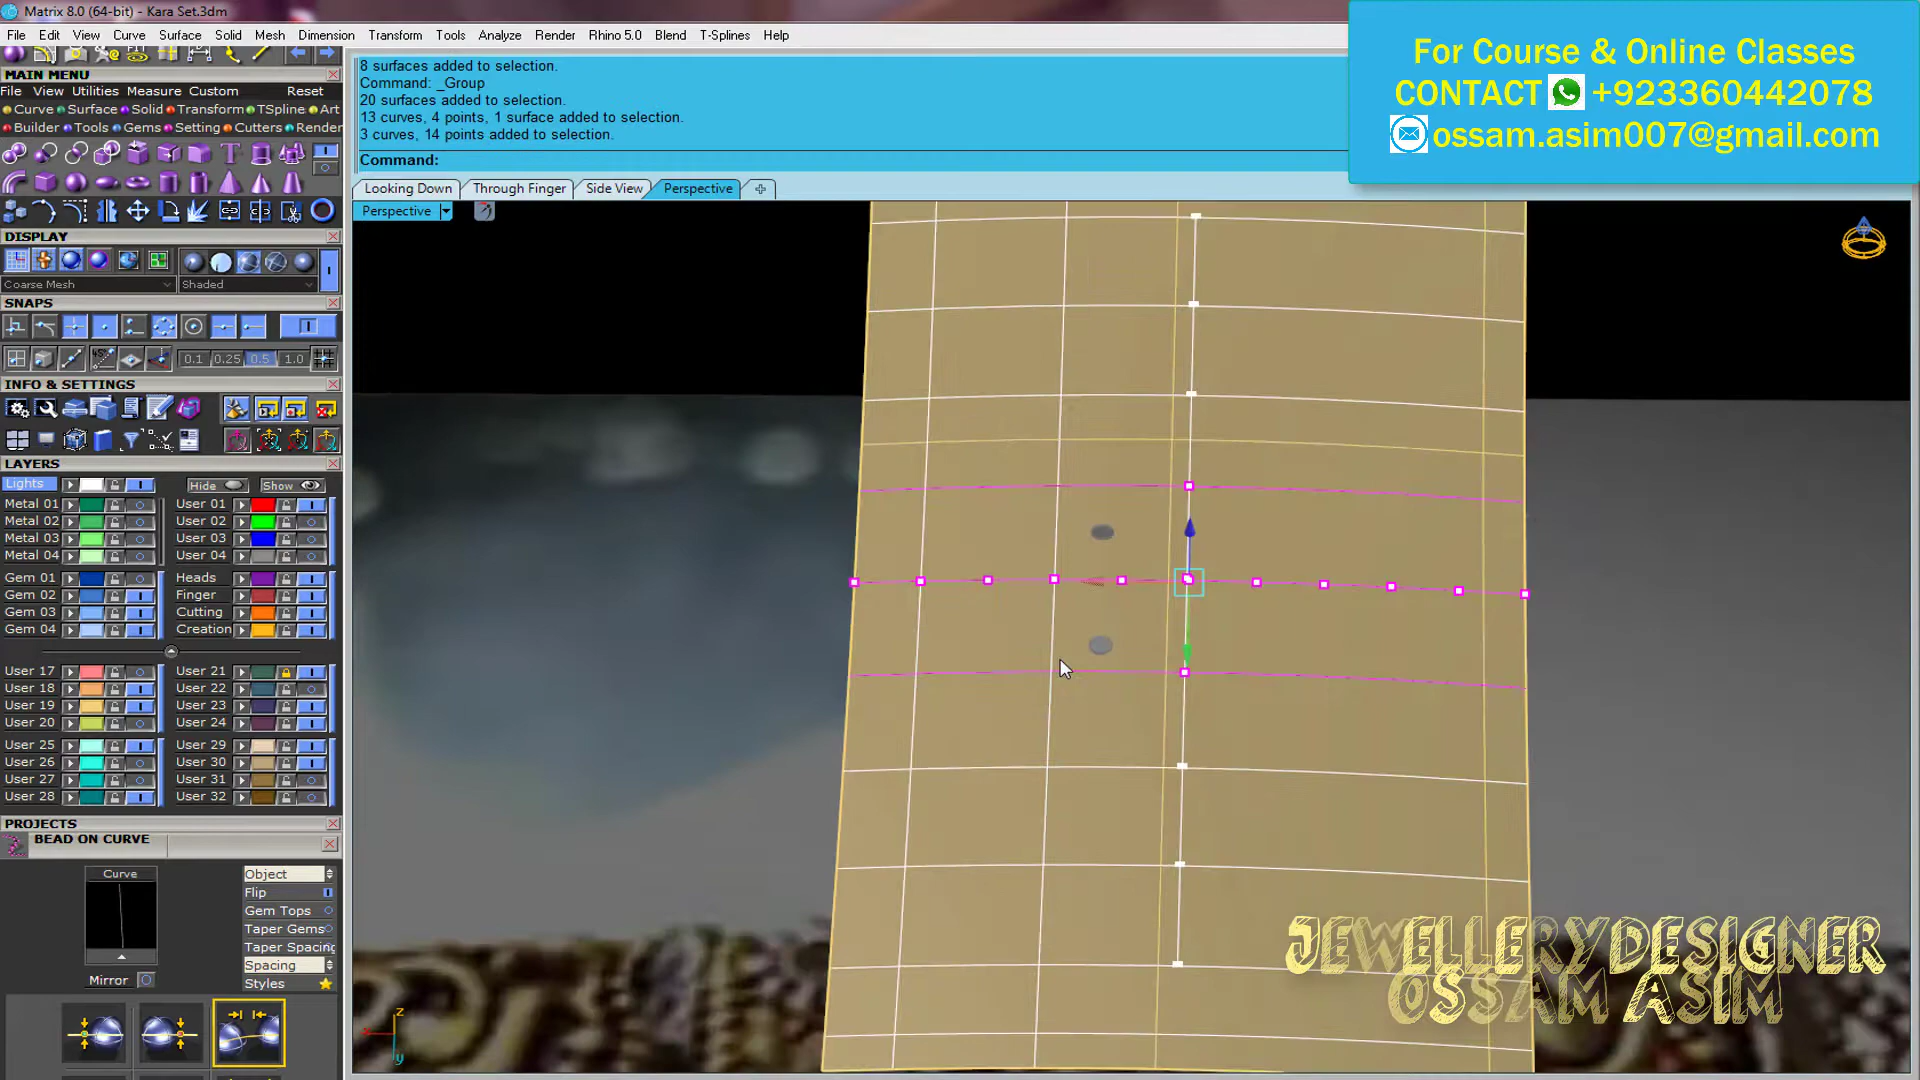 Matrix 8.0 (64-bit) - Kara Set.3dm
File Edit View Curve Surface Solid Mesh Dimension Transform Tools Analyze Render Rhino 5.0 Blend T-Splines Help
For Course & Online Classes
CONTACT +923360442078
ossam.asim007@gmail.com
8 surfaces added to selection.
Command: _Group
20 surfaces added to selection.
13 curves, 4 points, 1 surface added to selection.
3 curves, 14 points added to selection.
Command:
Looking Down Through Finger Side View Perspective
Perspective
MAIN MENU
File View Utilities Measure Custom Reset
Curve Surface Solid Transform TSpline Art
Builder Tools Gems Setting Cutters Render
DISPLAY
Coarse Mesh Shaded
SNAPS
0.1 0.25 0.5 1.0
INFO & SETTINGS
LAYERS
Lights Hide Show
Metal 01 User 01
Metal 02 User 02
Metal 03 User 03
Metal 04 User 04
Gem 01 Heads
Gem 02 Finger
Gem 03 Cutting
Gem 04 Creation
User 17 User 21
User 18 User 22
User 19 User 23
User 20 User 24
User 25 User 29
User 26 User 30
User 27 User 31
User 28 User 32
PROJECTS
BEAD ON CURVE
Curve
Object
Flip
Gem Tops
Taper Gems
Taper Spacing
Spacing
Mirror
Styles
z
x
y
JEWELLERYDESIGNER
OSSAM ASIM